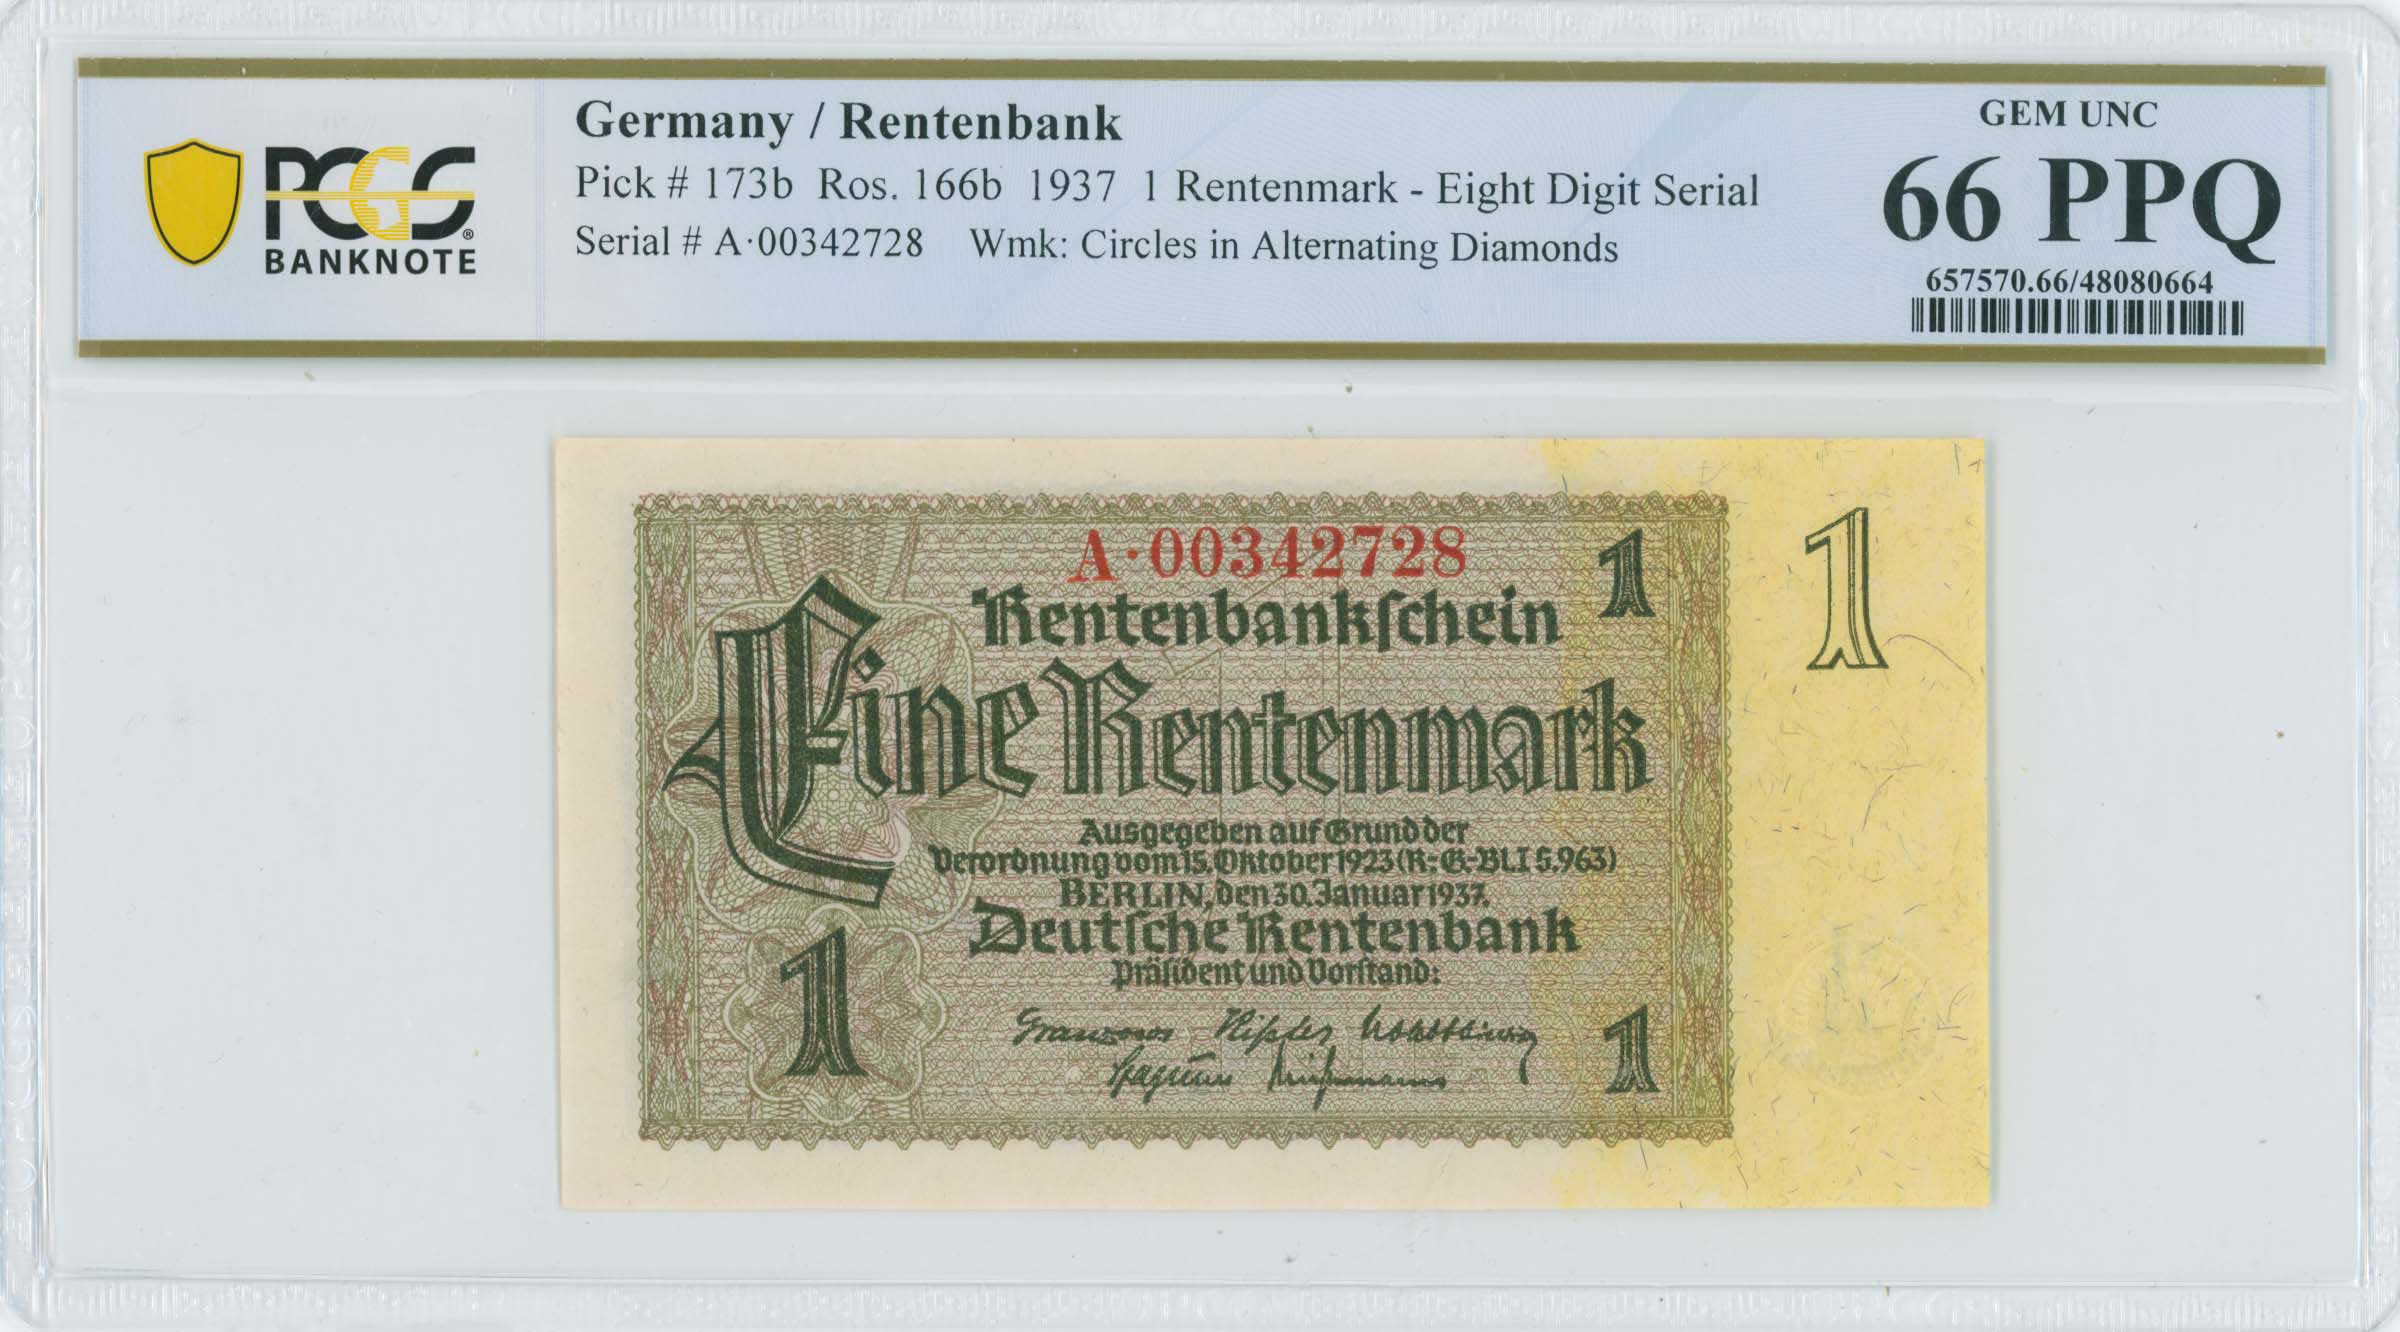 PCGS®
BANKNOTE
Germany / Rentenbank
Pick # 173b Ros. 166b 1937 1 Rentenmark - Eight Digit Serial
Serial # A·00342728 Wmk: Circles in Alternating Diamonds
GEM UNC
66 PPQ
657570.66/48080664
A·00342728
Rentenbankſchein
1
1
Eine Rentenmark
Ausgegeben auf Grund der
Verordnung vom 15. Oktober 1923 (R.-G.-Bl. I S. 963)
BERLIN, den 30. Januar 1937.
Deutſche Rentenbank
Präſident und Vorſtand:
1
1